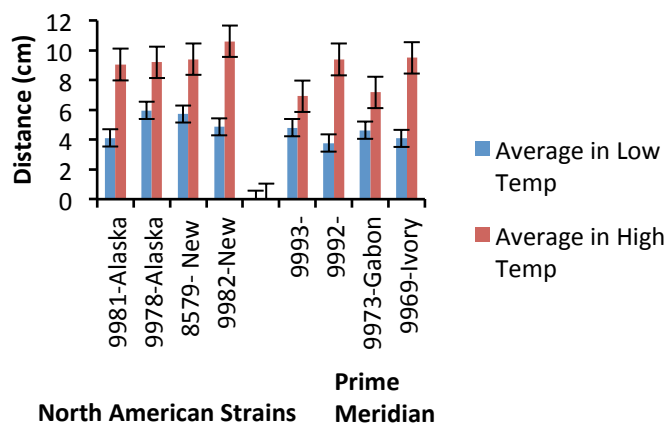 Distance (cm)
12
10
8
6
4
2
0
9981-Alaska
9978-Alaska
8579- New
9982-New
9993-
9992-
9973-Gabon
9969-Ivory
North American Strains
Prime
Meridian
Average in Low
Temp
Average in High
Temp